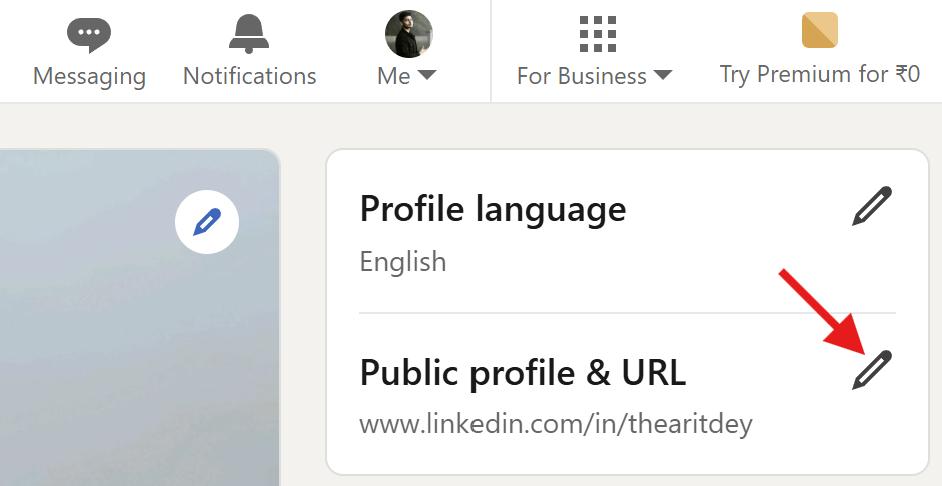 Messaging
Notifications
Me
For Business
Try Premium for ₹0
Profile language
English
Public profile & URL
www.linkedin.com/in/thearitdey